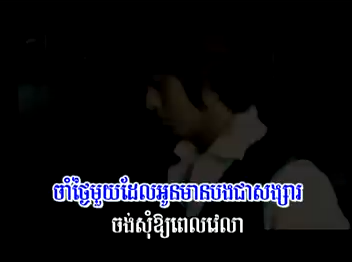 ចាំថ្ងៃមួយដែលអូនមានបងជាសង្សារ
ចង់សុំឱ្យពេលវេលា